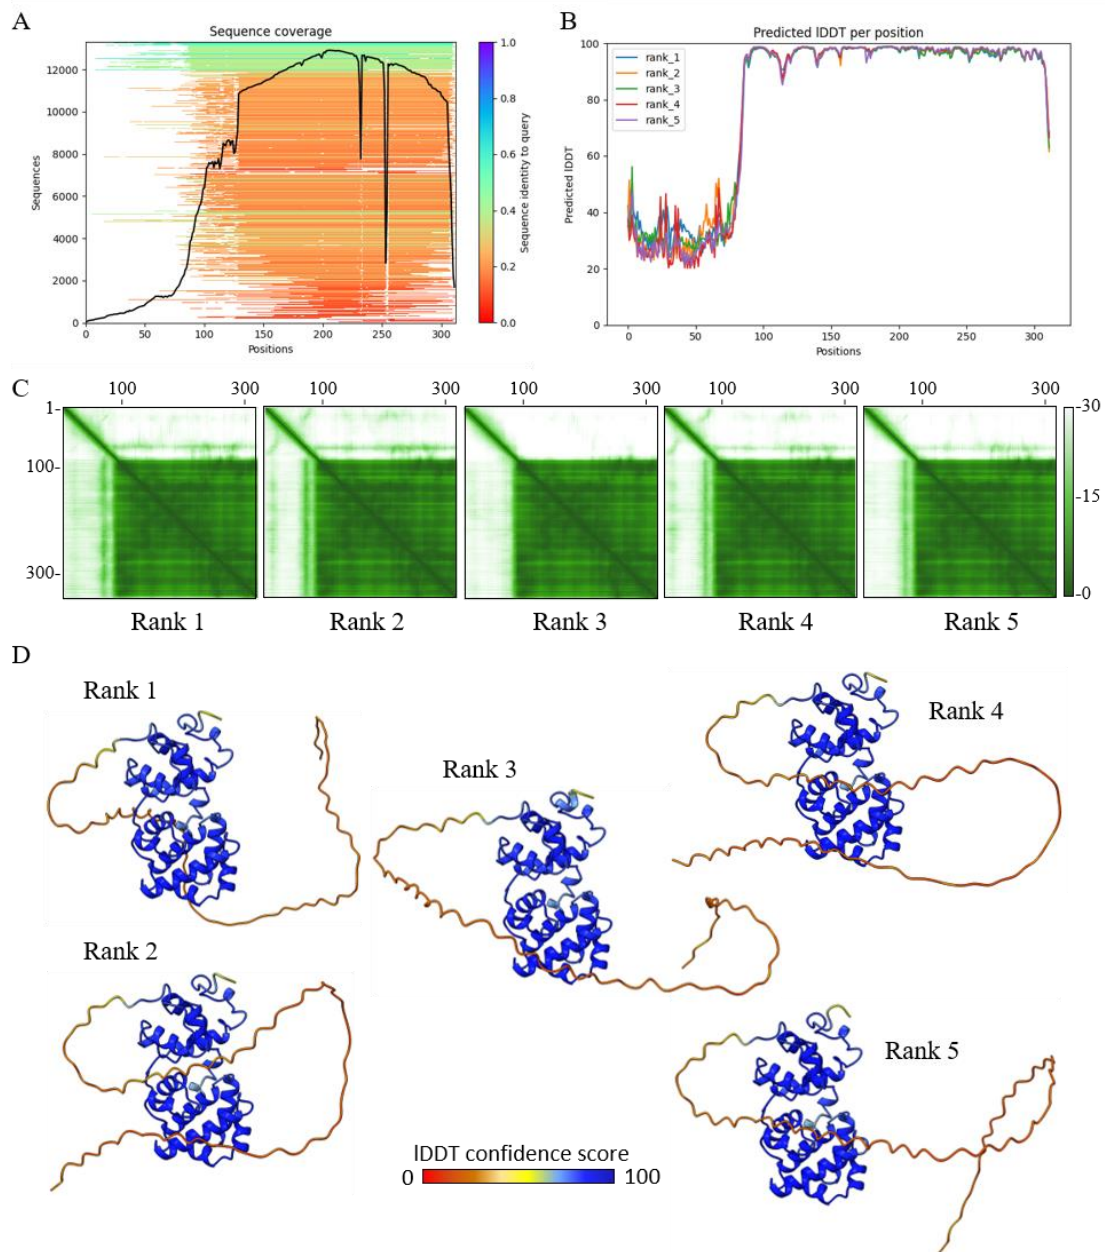 A
B
Sequence coverage
Predicted lDDT per position
12000
10000
8000
6000
4000
2000
0
Sequences
0 50 100 150 200 250 300
Positions
1.0
0.8
0.6
0.4
0.2
0.0
Sequence identity to query
100
80
60
40
20
0
Predicted lDDT
rank_1
rank_2
rank_3
rank_4
rank_5
0 50 100 150 200 250 300
Positions
C
100 300 100 300 100 300 100 300 100 300
1-
100-
300-
-30
-15
-0
Rank 1 Rank 2 Rank 3 Rank 4 Rank 5
D
Rank 1
Rank 4
Rank 3
Rank 2
Rank 5
lDDT confidence score
0 100